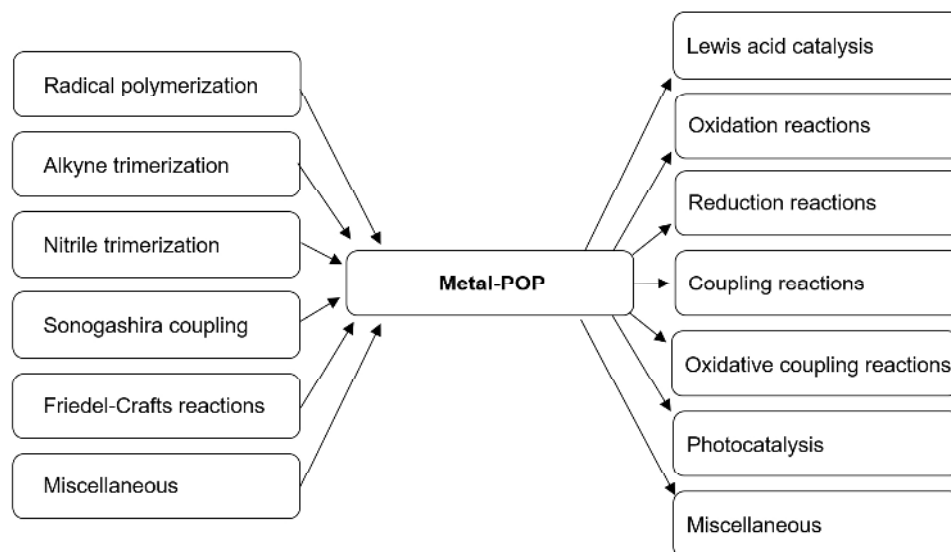 Radical polymerization
Alkyne trimerization
Nitrile trimerization
Sonogashira coupling
Friedel-Crafts reactions
Miscellaneous
Metal-POP
Lewis acid catalysis
Oxidation reactions
Reduction reactions
Coupling reactions
Oxidative coupling reactions
Photocatalysis
Miscellaneous